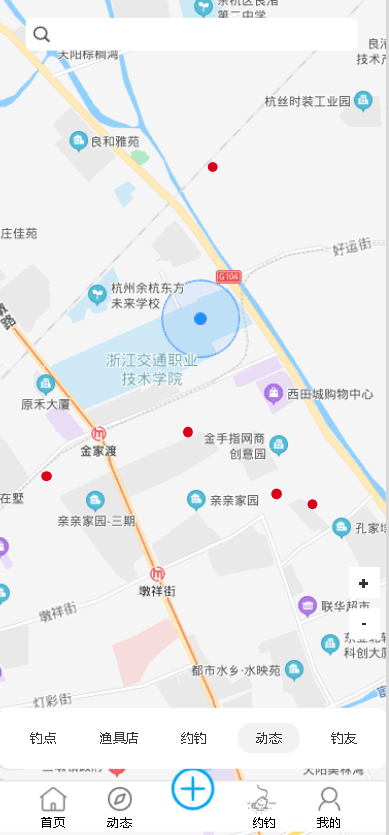 余杭区良渚
第二中学
天阳棕榈湾
良渚
技术产
杭丝时装工业园
良和雅苑
庄佳苑
好运街
G104
杭州余杭东方
未来学校
路
浙江交通职业
技术学院
原禾大厦
西田城购物中心
金家渡
金手指网商
创意园
在墅
亲亲家园
亲亲家园-三期
孔家埭
+
墩祥街
联华超市
墩祥街
-
科创大厦
都市水乡·水映苑
灯彩街
钓点
渔具店
约钓
动态
钓友
天阳美林湾
首页
动态
约钓
我的